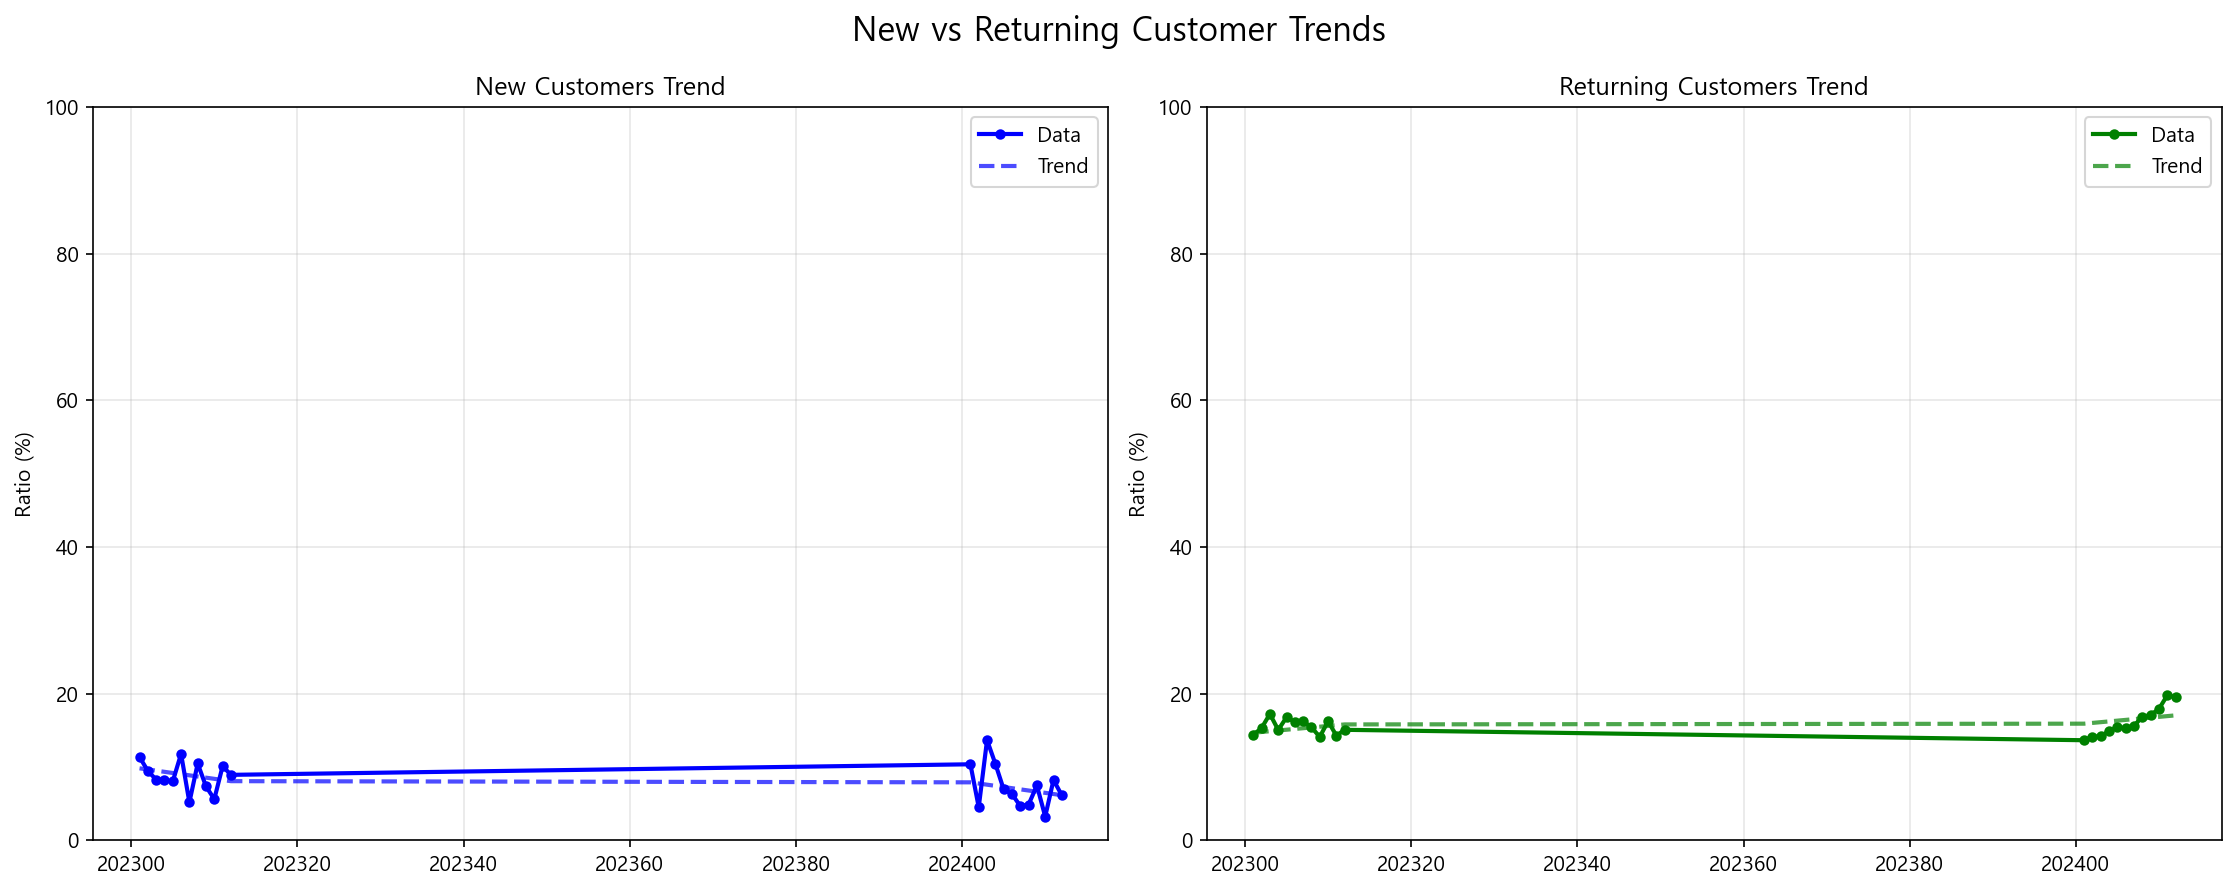 New vs Returning Customer Trends
New Customers Trend
100
80
60
40
20
0
Ratio (%)
Data
Trend
202300 202320 202340 202360 202380 202400
Returning Customers Trend
100
80
60
40
20
0
Ratio (%)
Data
Trend
202300 202320 202340 202360 202380 202400